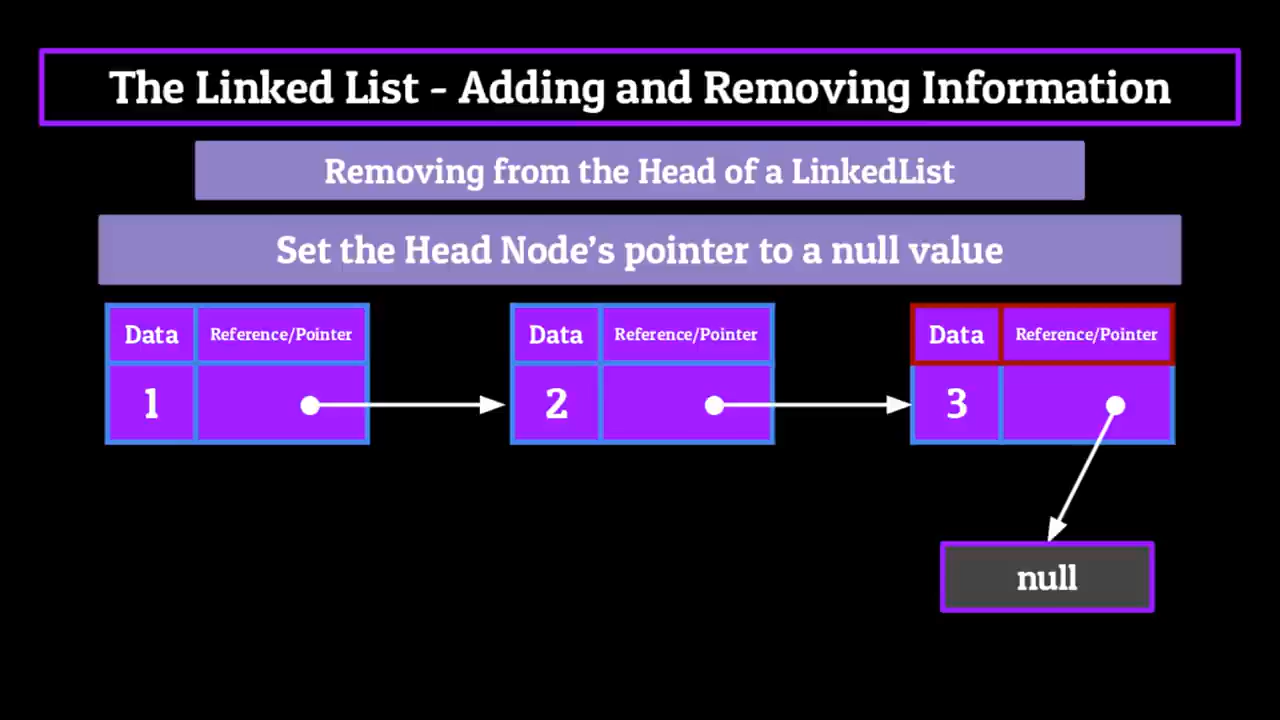 The Linked List - Adding and Removing Information
Removing from the Head of a LinkedList
Set the Head Node's pointer to a null value
Data Reference/Pointer Data Reference/Pointer Data Reference/Pointer
1 2 3
null